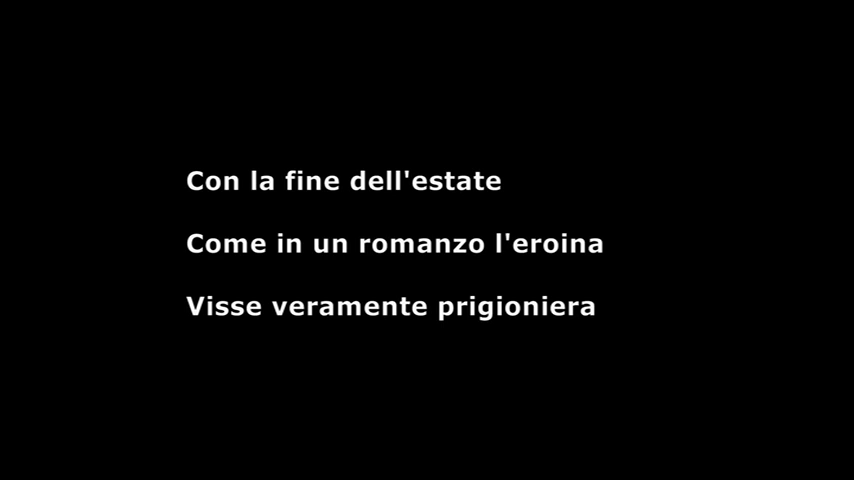 Con la fine dell'estate
Come in un romanzo l'eroina
Visse veramente prigioniera